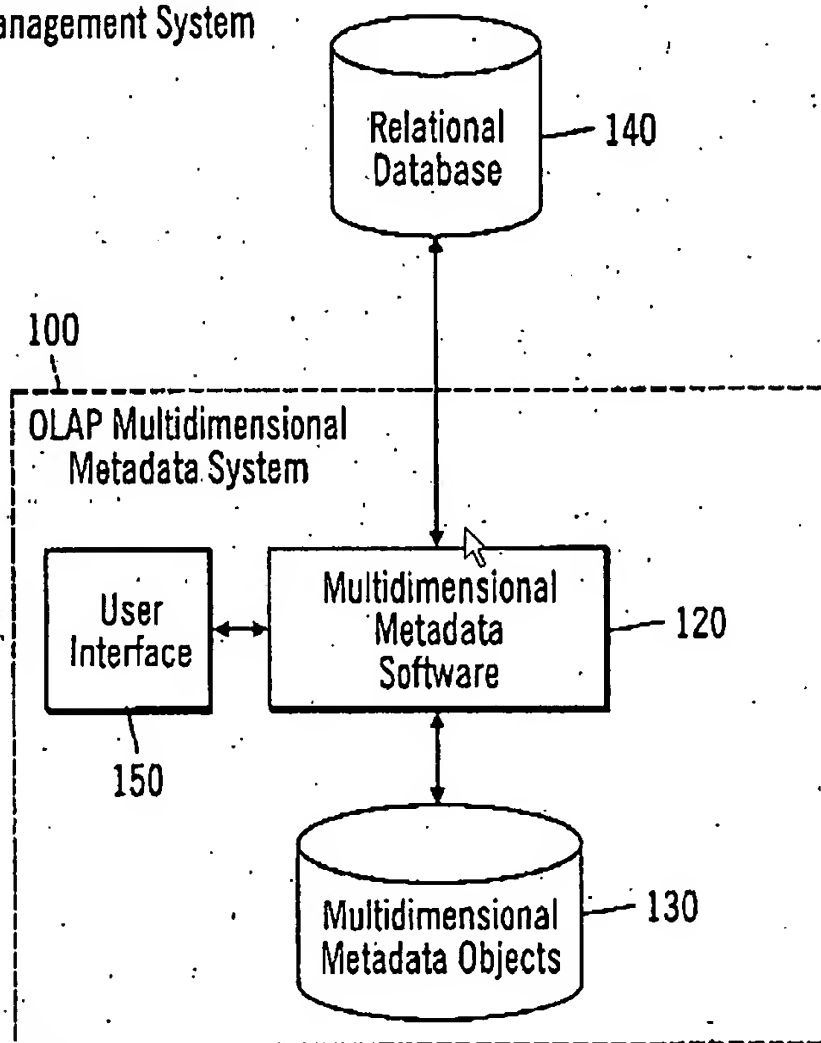 Management System
Relational
Database
140
100
OLAP Multidimensional
Metadata System
User
Interface
Multidimensional
Metadata
Software
120
150
Multidimensional
Metadata Objects
130